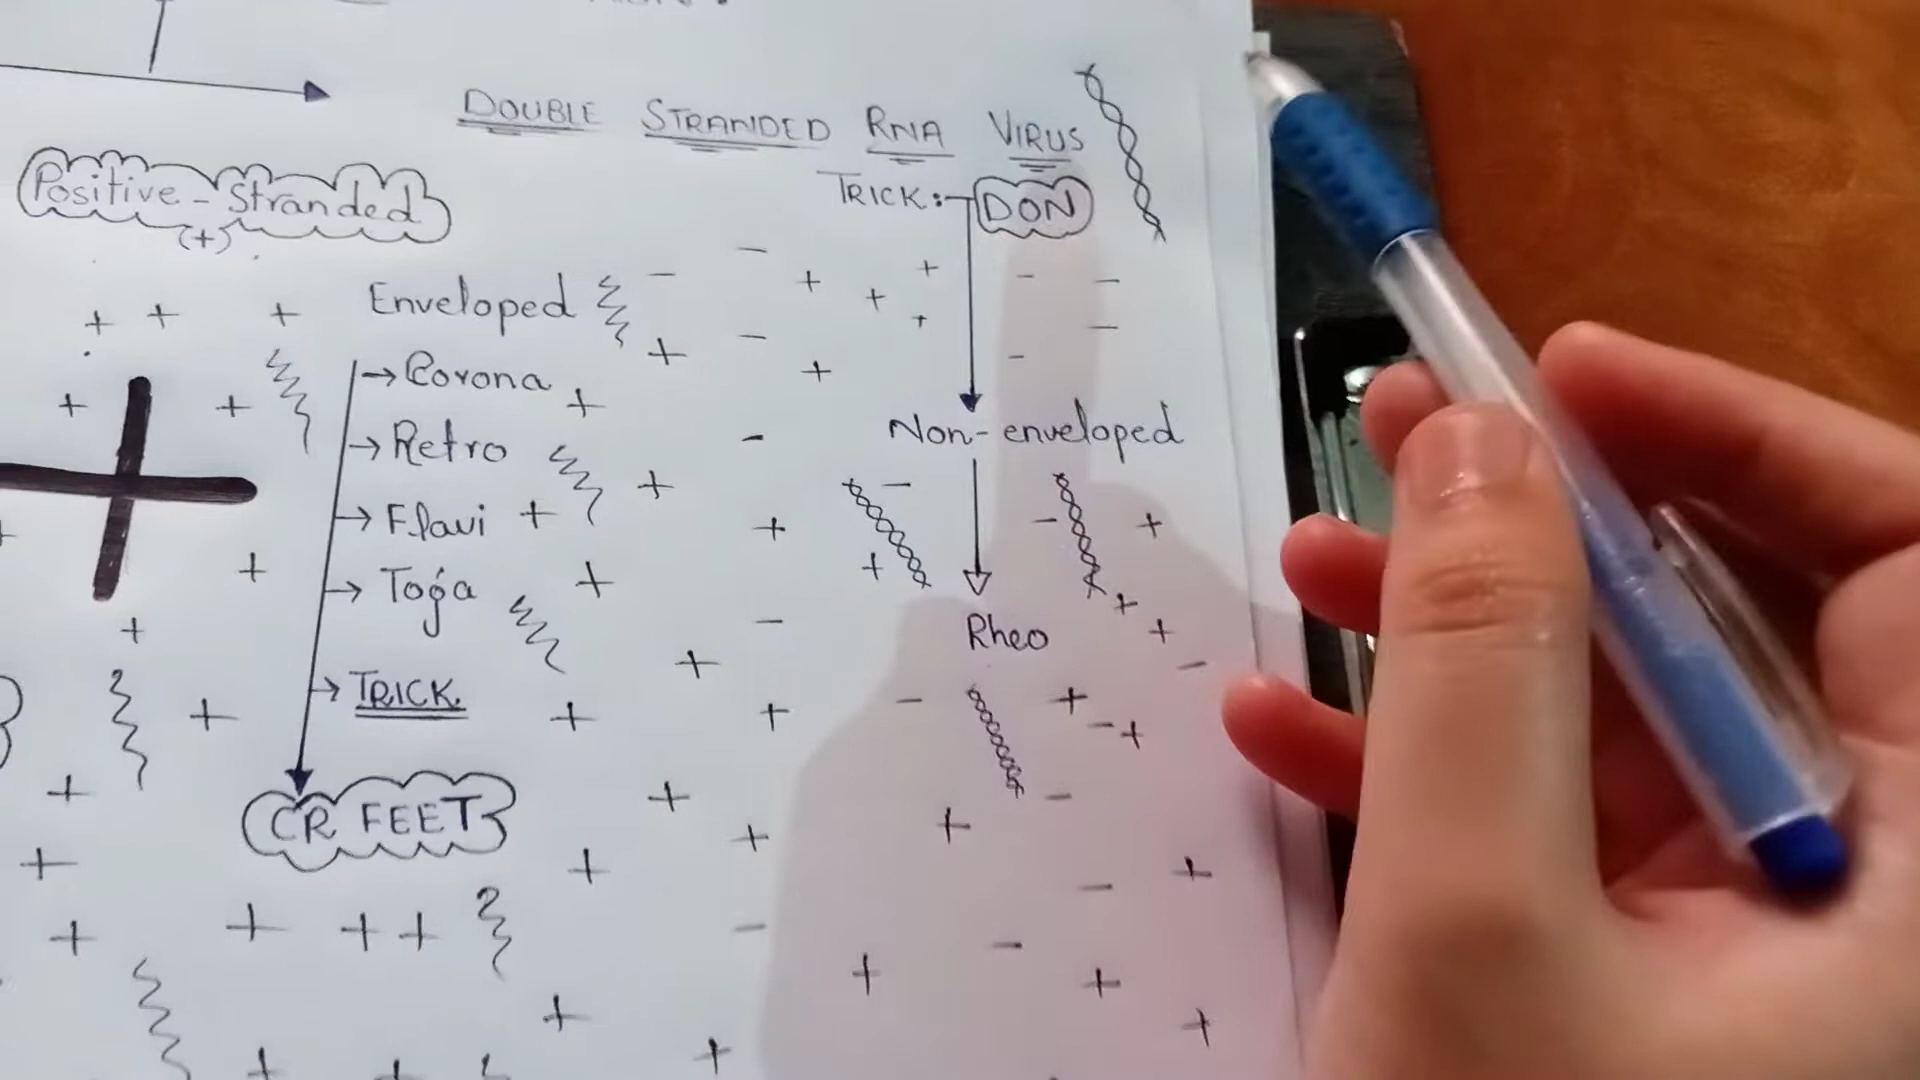 DOUBLE STRANDED RNA VIRUS
TRICK:
DON
Non-enveloped
Rheo
Positive-Stranded
(+)
Enveloped
Corona
Retro
Flavi
Toga
TRICK.
CR FEET